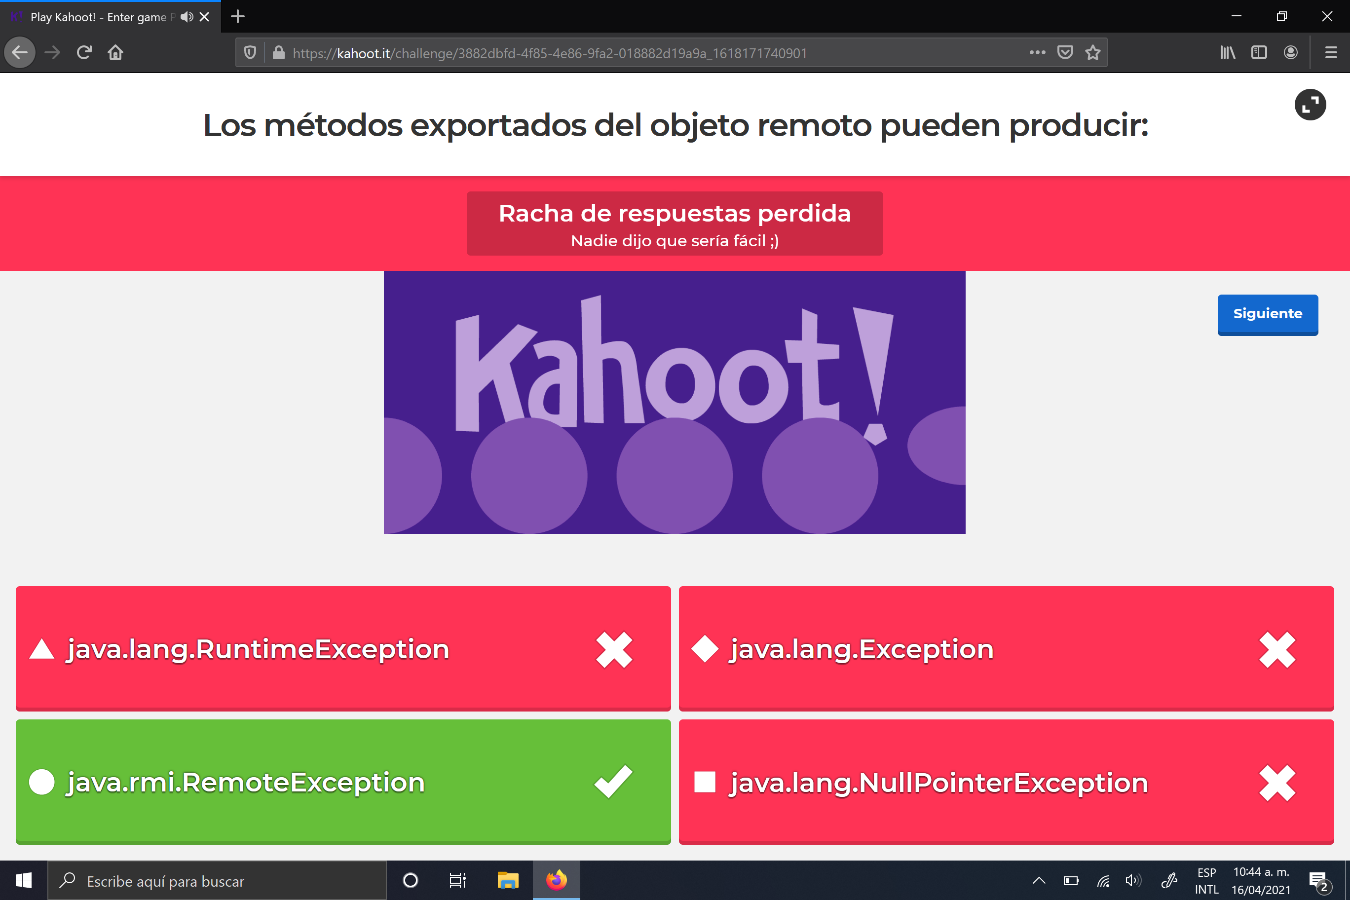 Play Kahoot! - Enter game P
https://kahoot.it/challenge/3882dbfd-4f85-4e86-9fa2-018882d19a9a_1618171740901
Los métodos exportados del objeto remoto pueden producir:
Racha de respuestas perdida
Nadie dijo que sería fácil ;)
Kahoot!
Siguiente
java.lang.RuntimeException
java.lang.Exception
java.rmi.RemoteException
java.lang.NullPointerException
Escribe aquí para buscar
ESP
INTL
10:44 a. m.
16/04/2021
2